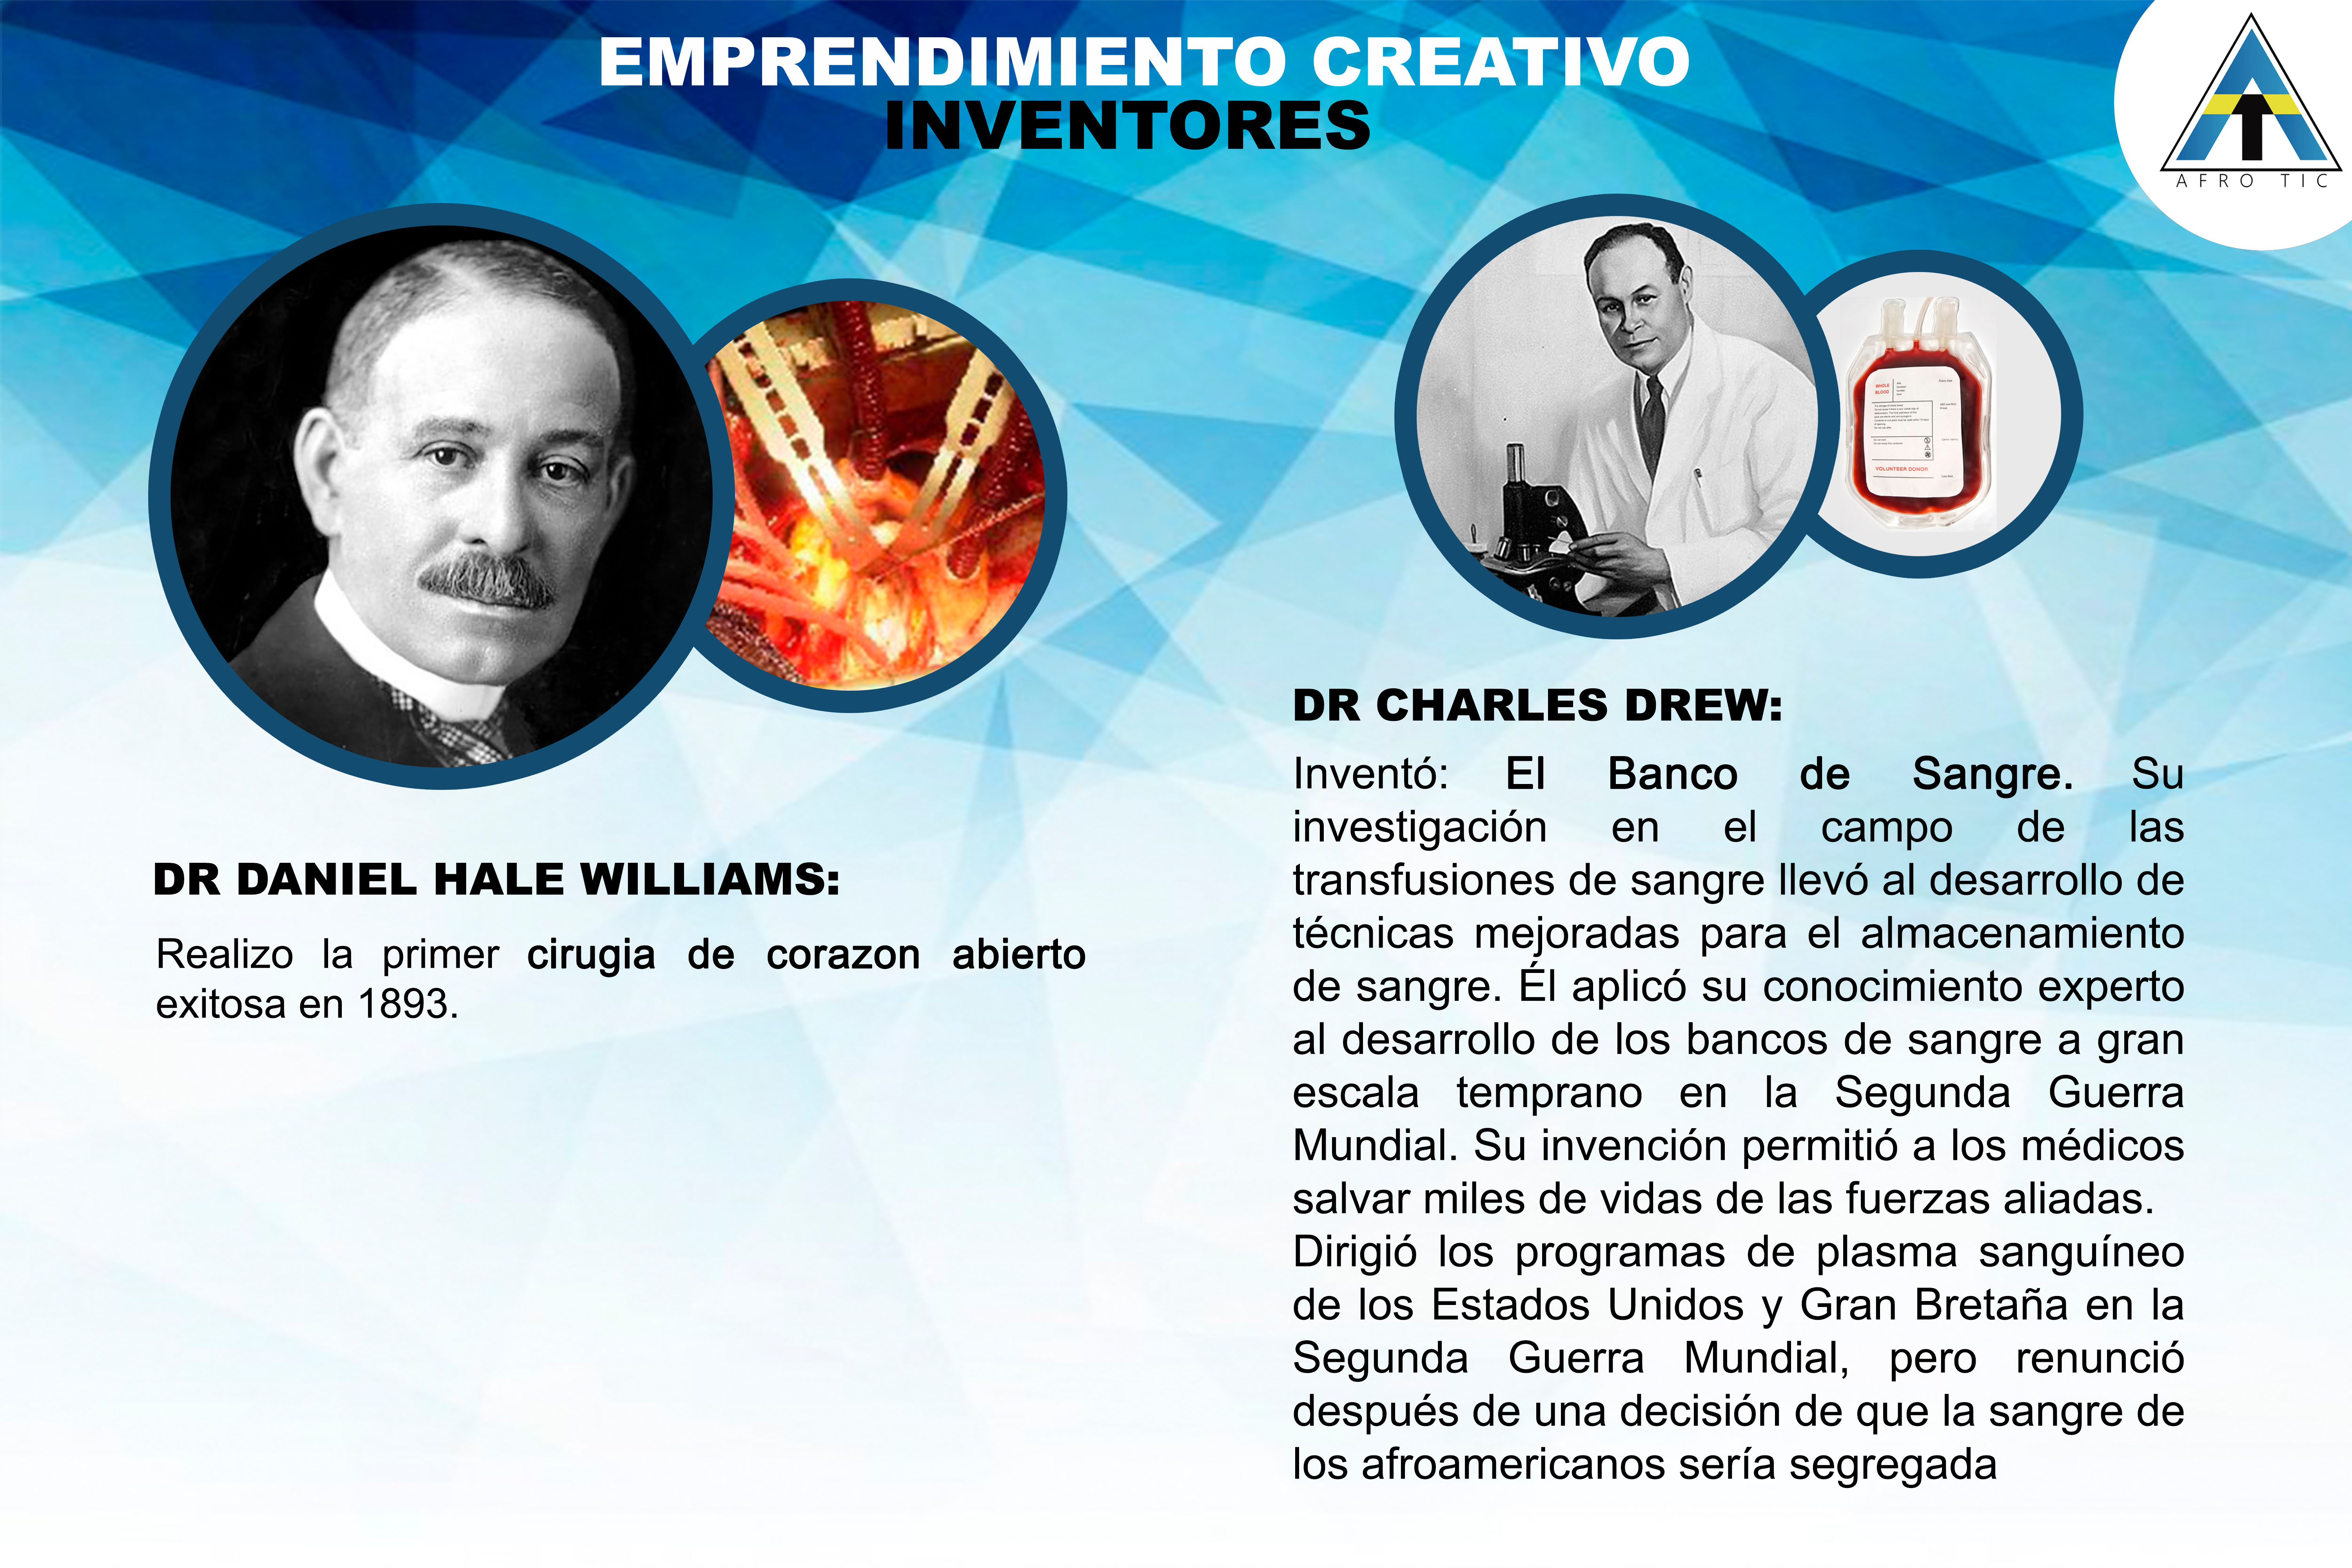 EMPRENDIMIENTO CREATIVO
INVENTORES
AFRO TIC
WHOLE
BLOOD
VOLUNTEER DONOR
DR DANIEL HALE WILLIAMS:
Realizo la primer cirugia de corazon abierto
exitosa en 1893.
DR CHARLES DREW:
Inventó: El Banco de Sangre. Su
investigación en el campo de las
transfusiones de sangre llevó al desarrollo de
técnicas mejoradas para el almacenamiento
de sangre. Él aplicó su conocimiento experto
al desarrollo de los bancos de sangre a gran
escala temprano en la Segunda Guerra
Mundial. Su invención permitió a los médicos
salvar miles de vidas de las fuerzas aliadas.
Dirigió los programas de plasma sanguíneo
de los Estados Unidos y Gran Bretaña en la
Segunda Guerra Mundial, pero renunció
después de una decisión de que la sangre de
los afroamericanos sería segregada